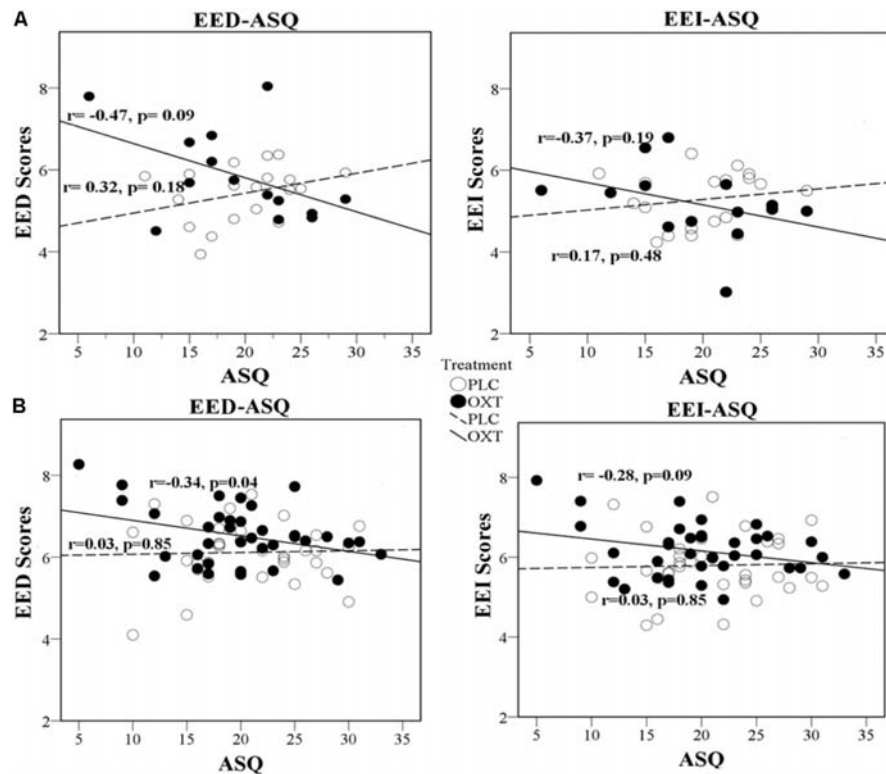 A
EED-ASQ
EED Scores
8
6
4
2
r= -0.47, p= 0.09
r= 0.32, p= 0.18
5 10 15 20 25 30 35
ASQ
EEI-ASQ
EEI Scores
8
6
4
2
r=-0.37, p=0.19
r=0.17, p=0.48
5 10 15 20 25 30 35
ASQ
Treatment
PLC
OXT
PLC
OXT
B
EED-ASQ
EED Scores
8
6
4
2
r=-0.34, p=0.04
r=0.03, p=0.85
5 10 15 20 25 30 35
ASQ
EEI-ASQ
EEI Scores
8
6
4
2
r= -0.28, p=0.09
r=0.03, p=0.85
5 10 15 20 25 30 35
ASQ